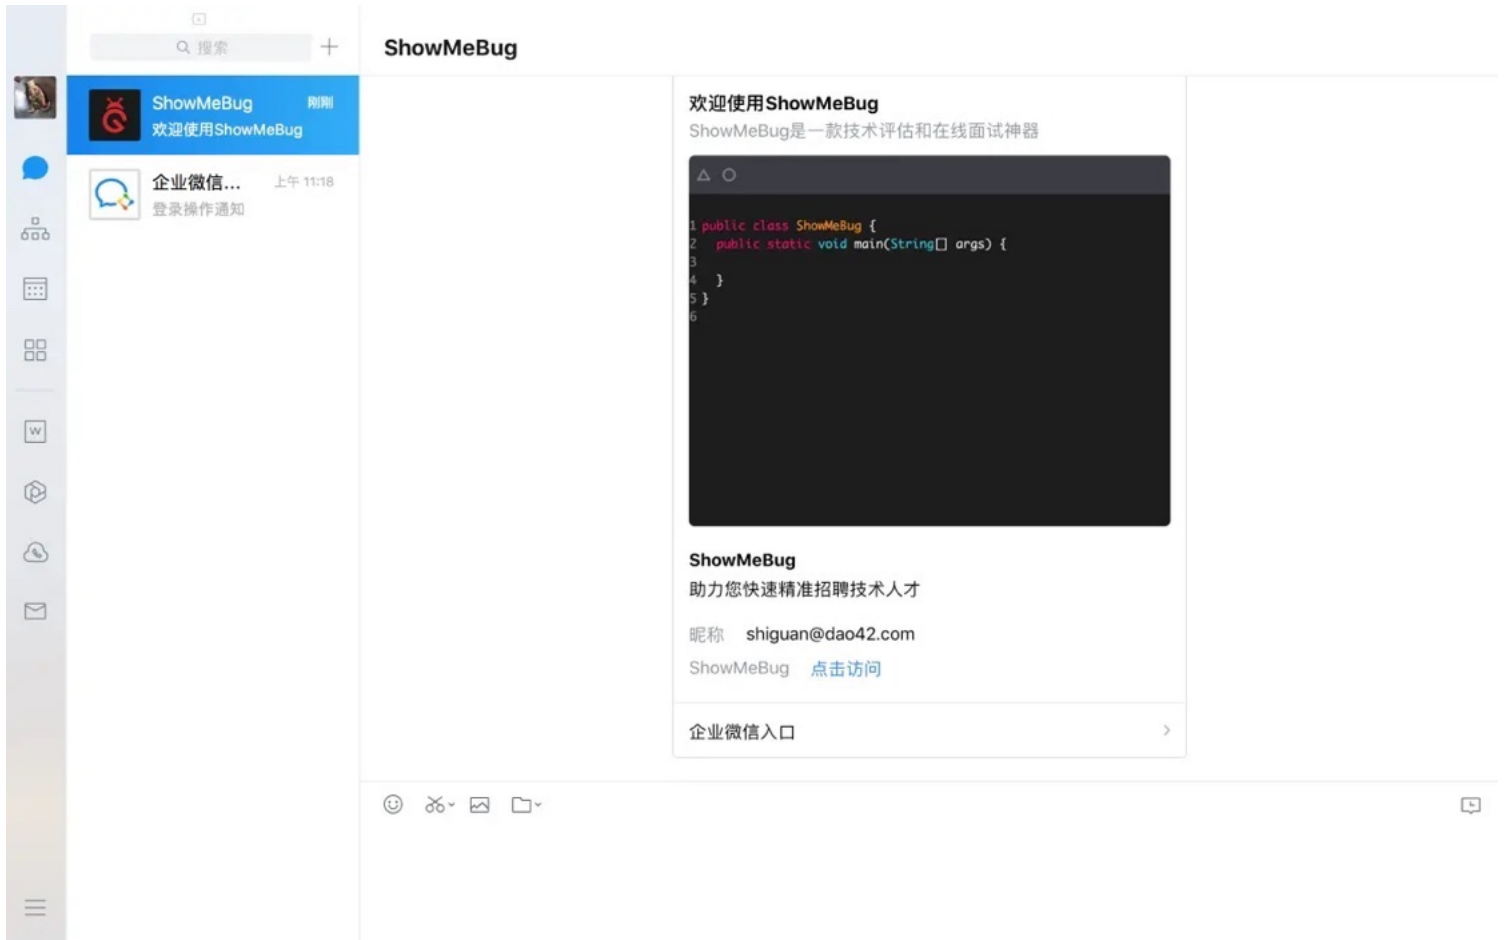 搜索
ShowMeBug
ShowMeBug 刚刚
欢迎使用ShowMeBug
企业微信... 上午 11:18
登录操作通知
欢迎使用ShowMeBug
ShowMeBug是一款技术评估和在线面试神器
1 public class ShowMeBug {
2 public static void main(String[] args) {
3
4 }
5 }
6
ShowMeBug
助力您快速精准招聘技术人才
昵称 shiguan@dao42.com
ShowMeBug 点击访问
企业微信入口
W